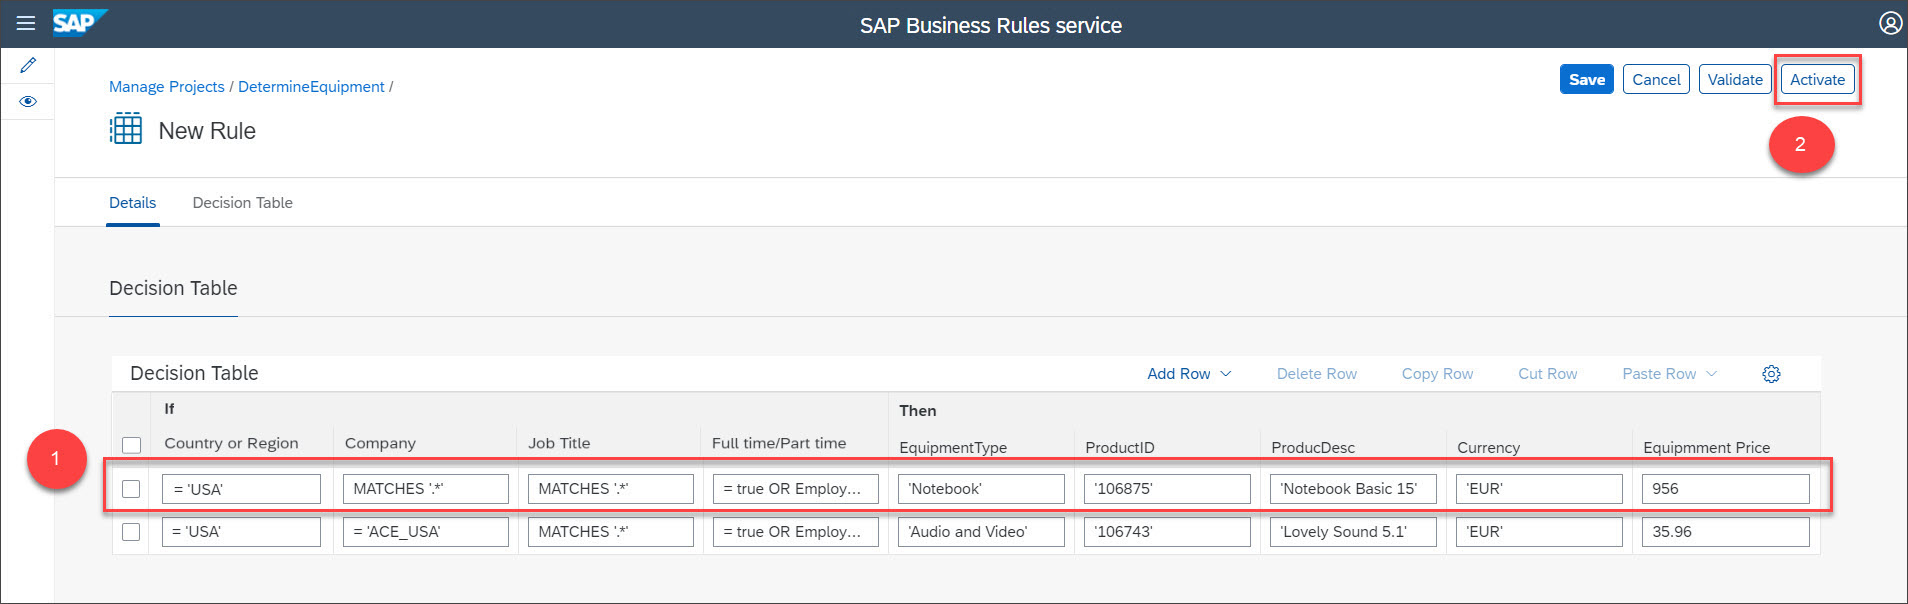 SAP SAP Business Rules service
Manage Projects / DetermineEquipment /
Save Cancel Validate Activate
New Rule
2
Details Decision Table
Decision Table
Decision Table Add Row Delete Row Copy Row Cut Row Paste Row
If Then
Country or Region Company Job Title Full time/Part time EquipmentType ProductID ProducDesc Currency Equipmment Price
1
= 'USA' MATCHES '.*' MATCHES '.*' = true OR Employ... 'Notebook' '106875' 'Notebook Basic 15' 'EUR' 956
= 'USA' = 'ACE_USA' MATCHES '.*' = true OR Employ... 'Audio and Video' '106743' 'Lovely Sound 5.1' 'EUR' 35.96